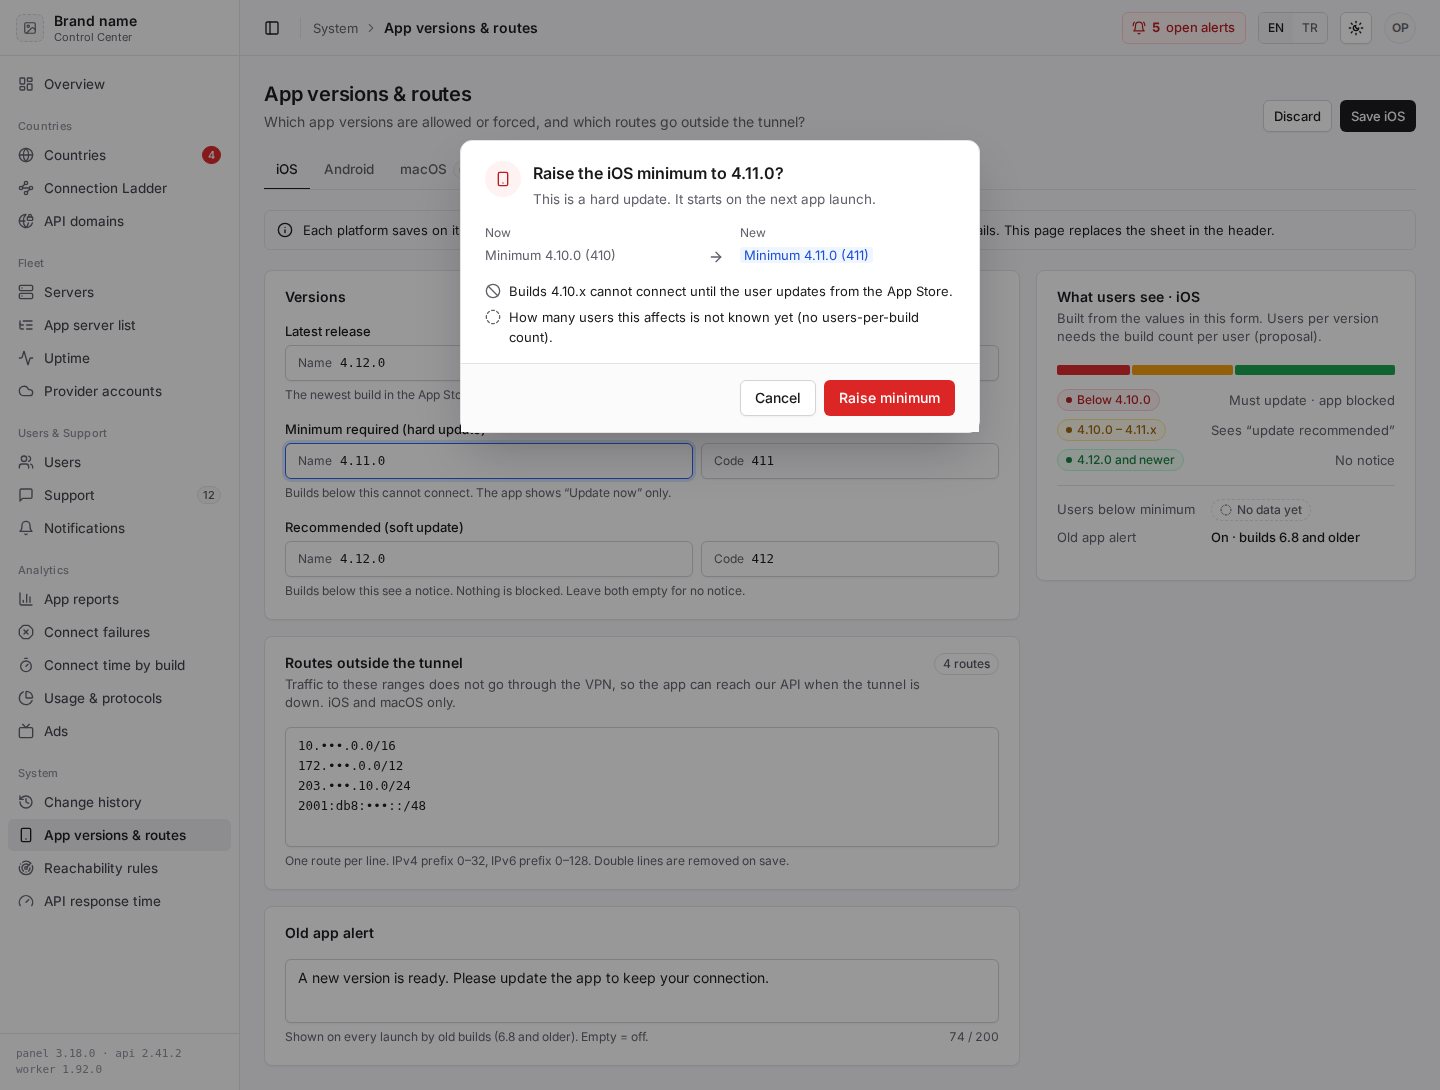 Brand name
Control Center
System
App versions & routes
5 open alerts
EN
TR
OP
Overview
Countries
Countries
4
Connection Ladder
API domains
Fleet
Servers
App server list
Uptime
Provider accounts
Users & Support
Users
Support
12
Notifications
Analytics
App reports
Connect failures
Connect time by build
Usage & protocols
Ads
System
Change history
App versions & routes
Reachability rules
API response time
panel 3.18.0 · api 2.41.2
worker 1.92.0
App versions & routes
Which app versions are allowed or forced, and which routes go outside the tunnel?
Discard
Save iOS
iOS
Android
macOS
Each platform saves on it
ils. This page replaces the sheet in the header.
Raise the iOS minimum to 4.11.0?
This is a hard update. It starts on the next app launch.
Now
New
Minimum 4.10.0 (410)
Minimum 4.11.0 (411)
Builds 4.10.x cannot connect until the user updates from the App Store.
How many users this affects is not known yet (no users-per-build
count).
Cancel
Raise minimum
Versions
Latest release
Name 4.12.0
The newest build in the App Sto
Minimum required (hard update)
Name 4.11.0
Code 411
Builds below this cannot connect. The app shows “Update now” only.
Recommended (soft update)
Name 4.12.0
Code 412
Builds below this see a notice. Nothing is blocked. Leave both empty for no notice.
Routes outside the tunnel
4 routes
Traffic to these ranges does not go through the VPN, so the app can reach our API when the tunnel is
down. iOS and macOS only.
10.•••.0.0/16
172.•••.0.0/12
203.•••.10.0/24
2001:db8:•••::/48
One route per line. IPv4 prefix 0–32, IPv6 prefix 0–128. Double lines are removed on save.
Old app alert
A new version is ready. Please update the app to keep your connection.
Shown on every launch by old builds (6.8 and older). Empty = off.
74 / 200
What users see · iOS
Built from the values in this form. Users per version
needs the build count per user (proposal).
Below 4.10.0
Must update · app blocked
4.10.0 – 4.11.x
Sees “update recommended”
4.12.0 and newer
No notice
Users below minimum
No data yet
Old app alert
On · builds 6.8 and older